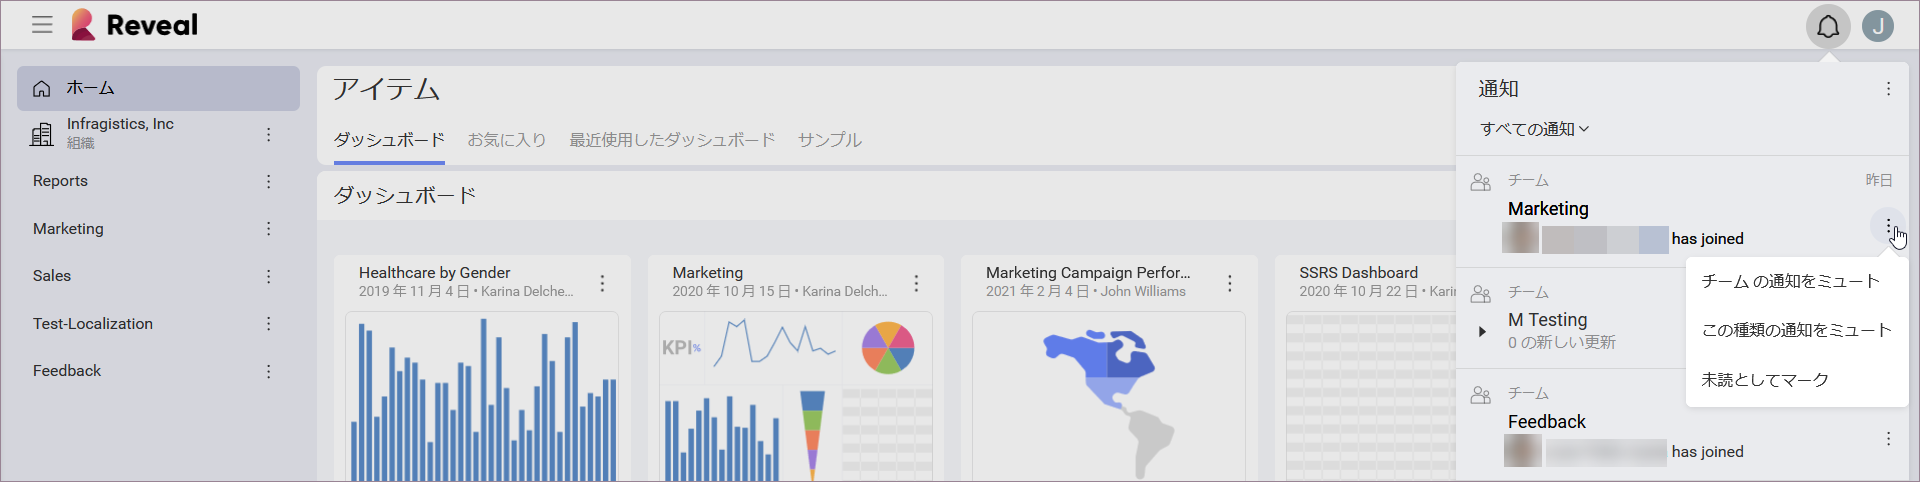 Reveal
J
ホーム
Infragistics, Inc
組織
Reports
Marketing
Sales
Test-Localization
Feedback
アイテム
ダッシュボード お気に入り 最近使用したダッシュボード サンプル
ダッシュボード
Healthcare by Gender
2019 年 11 月 4 日 • Karina Delche...
Marketing
2020 年 10 月 15 日 • Karina Delch...
KPI%
Marketing Campaign Perfor...
2021 年 2 月 4 日 • John Williams
SSRS Dashboard
2020 年 10 月 22 日 • Karin
通知
すべての通知
チーム 昨日
Marketing
has joined
チーム の通知をミュート
この種類の通知をミュート
未読としてマーク
チーム
M Testing
0 の新しい更新
チーム
Feedback
has joined